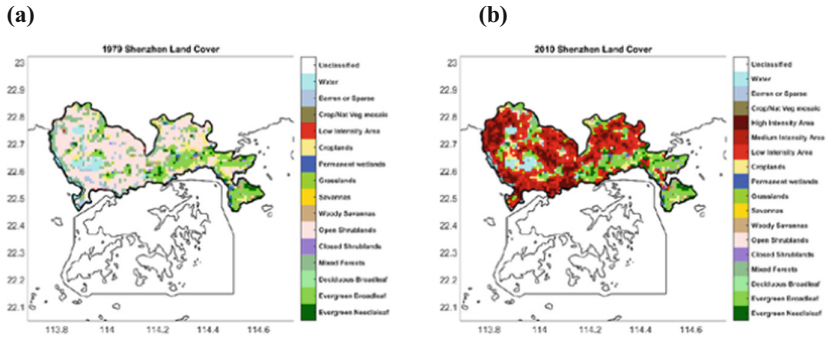 (a)
1979 Shenzhen Land Cover
23
22.9
22.8
22.7
22.6
22.5
22.4
22.3
22.2
22.1
113.8 114 114.2 114.4 114.6
Unclassified
Water
Barren or Sparse
Crop/Nat Veg mosaic
Low Intensity Area
Croplands
Permanent wetlands
Grasslands
Savannas
Woody Savannas
Open Shrublands
Closed Shrublands
Mixed Forests
Deciduous Broadleaf
Evergreen Broadleaf
Evergreen Needleleaf
(b)
2010 Shenzhen Land Cover
23
22.9
22.8
22.7
22.6
22.5
22.4
22.3
22.2
22.1
113.8 114 114.2 114.4 114.6
Unclassified
Water
Barren or Sparse
Crop/Nat Veg mosaic
High Intensity Area
Medium Intensity Area
Low Intensity Area
Croplands
Permanent wetlands
Grasslands
Savannas
Woody Savannas
Open Shrublands
Closed Shrublands
Mixed Forests
Deciduous Broadleaf
Evergreen Broadleaf
Evergreen Needleleaf